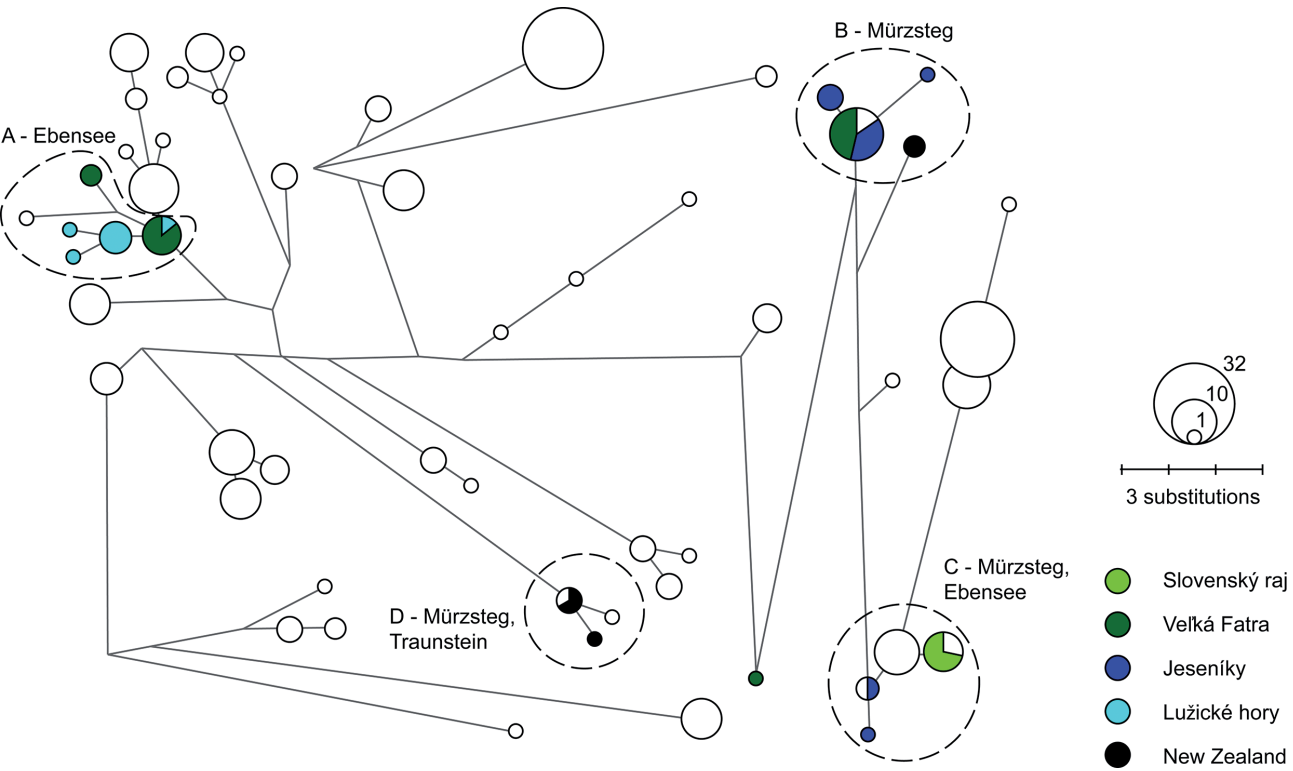 B - Mürzsteg
A - Ebensee
32
10
1
3 substitutions
C - Mürzsteg,
Ebensee
D - Mürzsteg,
Traunstein
Slovenský raj
Veľká Fatra
Jeseníky
Lužické hory
New Zealand